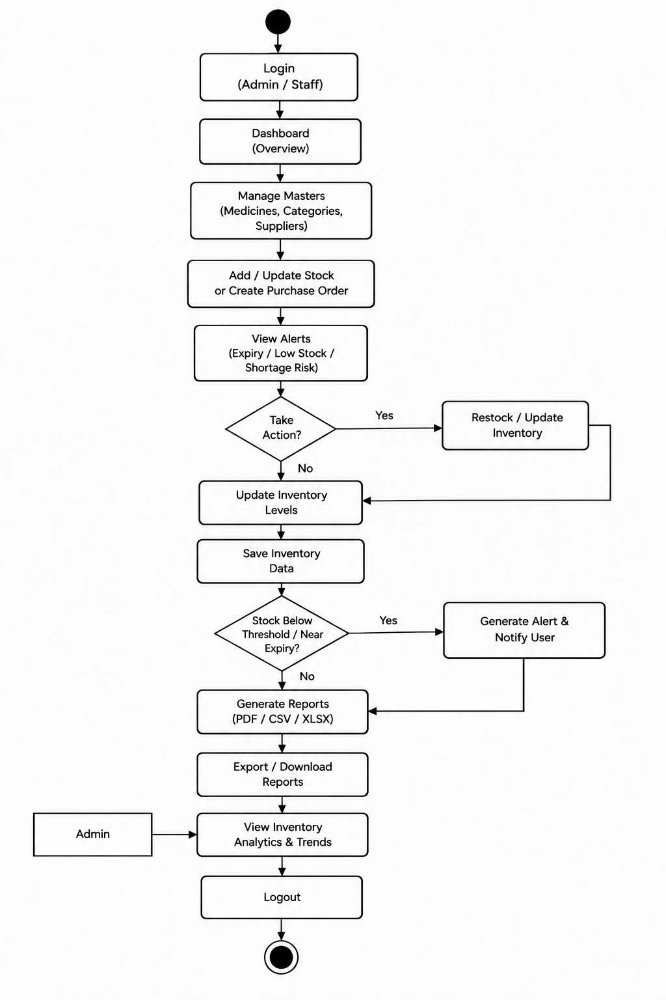 Login
(Admin / Staff)
Dashboard
(Overview)
Manage Masters
(Medicines, Categories,
Suppliers)
Add / Update Stock
or Create Purchase Order
View Alerts
(Expiry / Low Stock /
Shortage Risk)
Take
Action?
Yes
Restock / Update
Inventory
No
Update Inventory
Levels
Save Inventory
Data
Stock Below
Threshold / Near
Expiry?
Yes
Generate Alert &
Notify User
No
Generate Reports
(PDF / CSV / XLSX)
Export / Download
Reports
Admin
View Inventory
Analytics & Trends
Logout